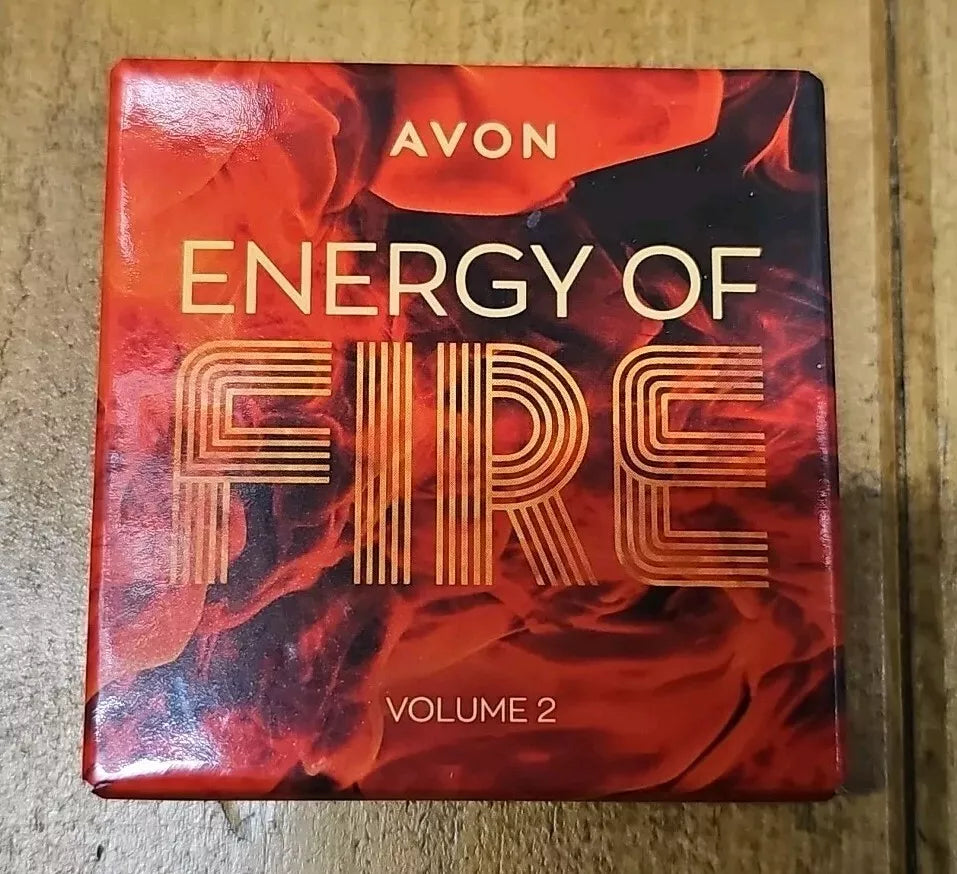 AVON
ENERGY OF
FIRE
VOLUME 2